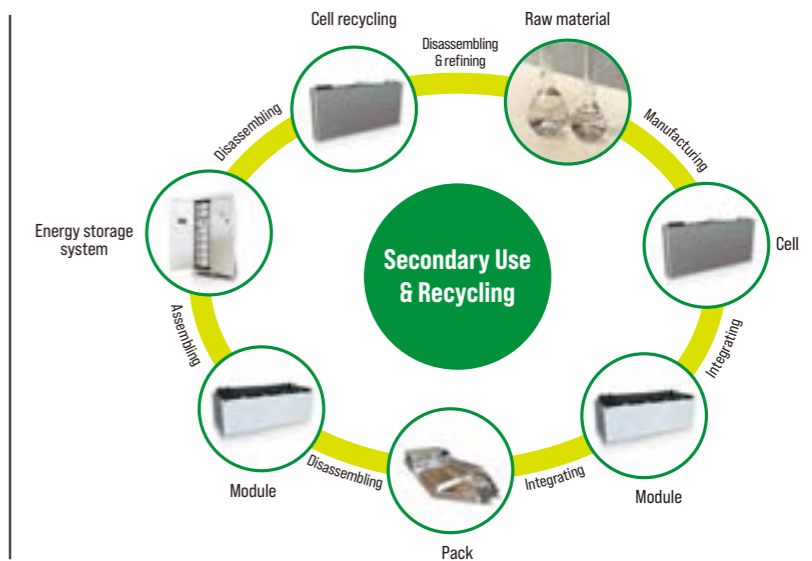 Cell recycling
Disassembling
& refining
Raw material
Manufacturing
Cell
Integrating
Module
Integrating
Pack
Disassembling
Module
Assembling
Energy storage
system
Disassembling
Secondary Use
& Recycling